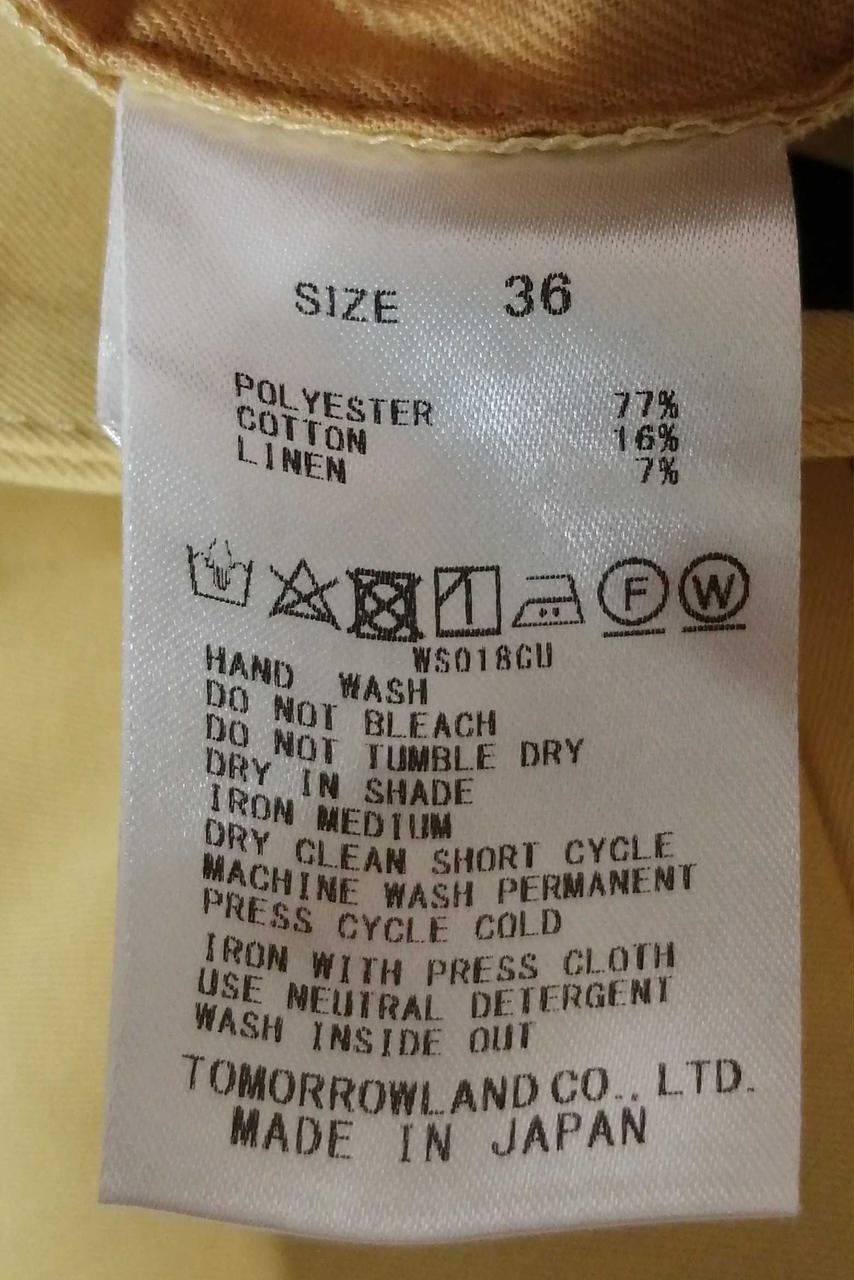 SIZE 36
POLYESTER 77%
COTTON 16%
LINEN 7%
F W
WS018CU
HAND WASH
DO NOT BLEACH
DO NOT TUMBLE DRY
DRY IN SHADE
IRON MEDIUM
DRY CLEAN SHORT CYCLE
MACHINE WASH PERMANENT
PRESS CYCLE COLD
IRON WITH PRESS CLOTH
USE NEUTRAL DETERGENT
WASH INSIDE OUT
TOMORROWLAND CO., LTD.
MADE IN JAPAN